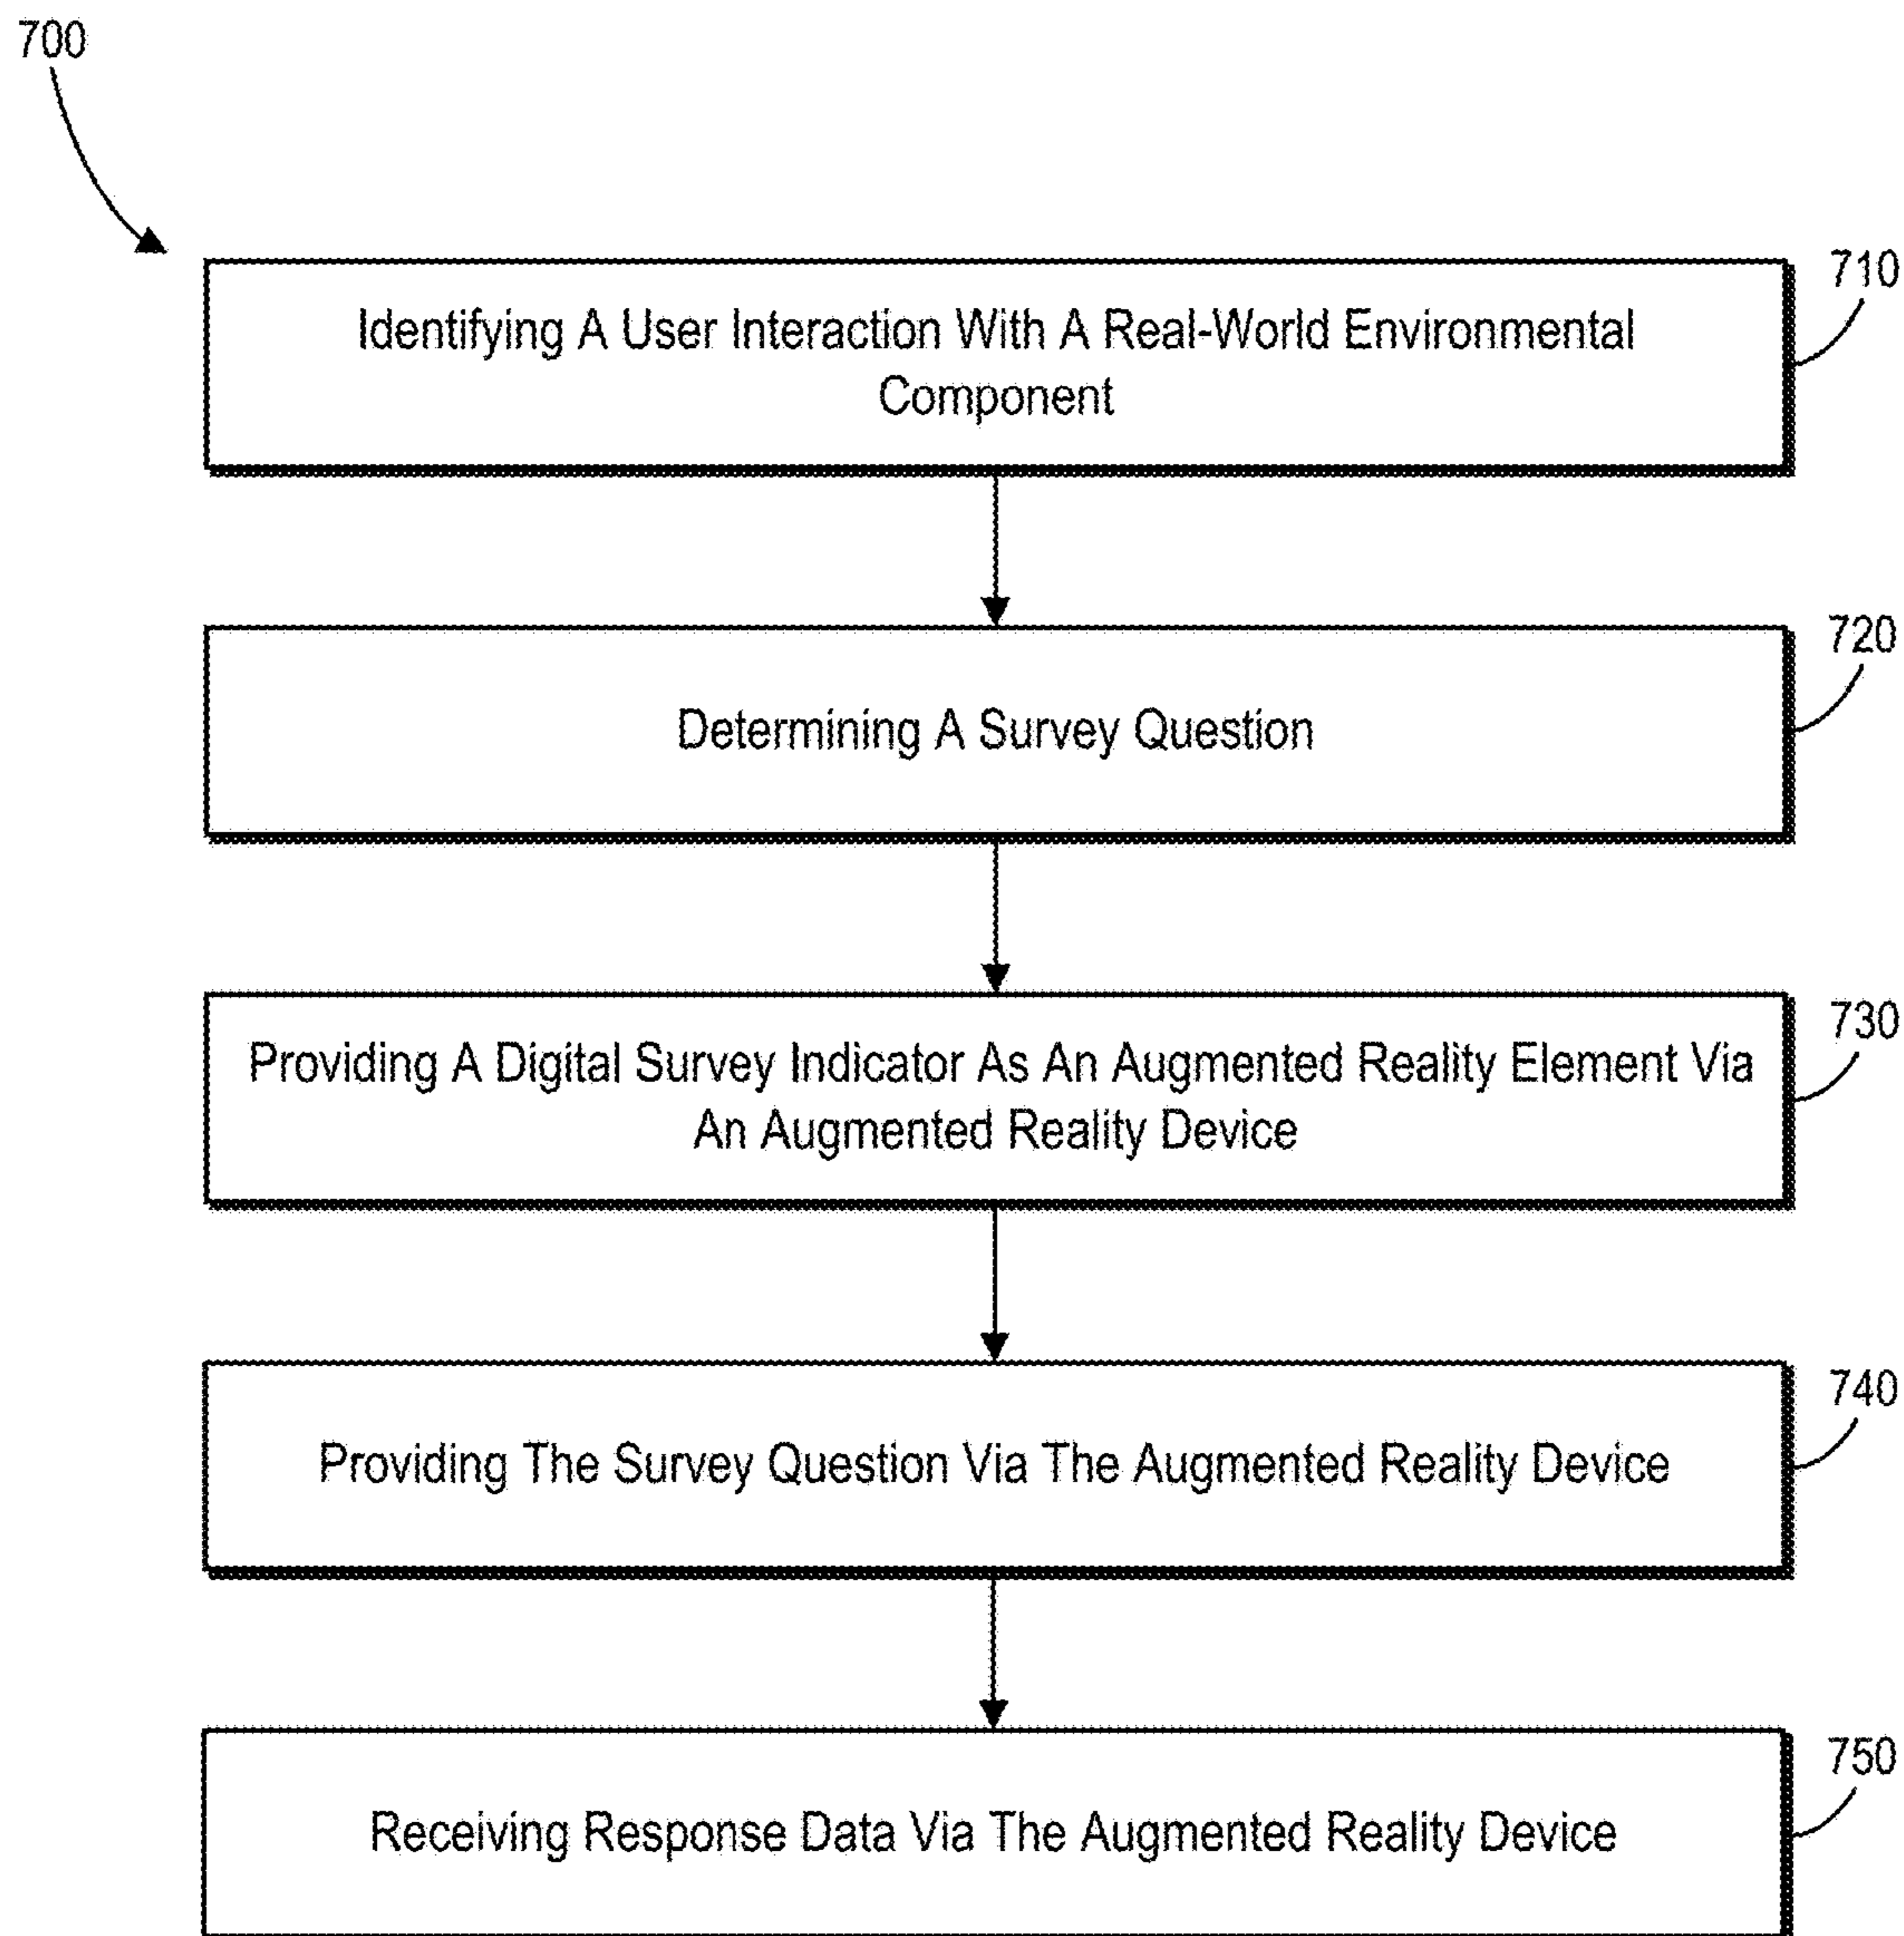 700
710
Identifying A User Interaction With A Real-World Environmental
Component
720
Determining A Survey Question
730
Providing A Digital Survey Indicator As An Augmented Reality Element Via
An Augmented Reality Device
740
Providing The Survey Question Via The Augmented Reality Device
750
Receiving Response Data Via The Augmented Reality Device